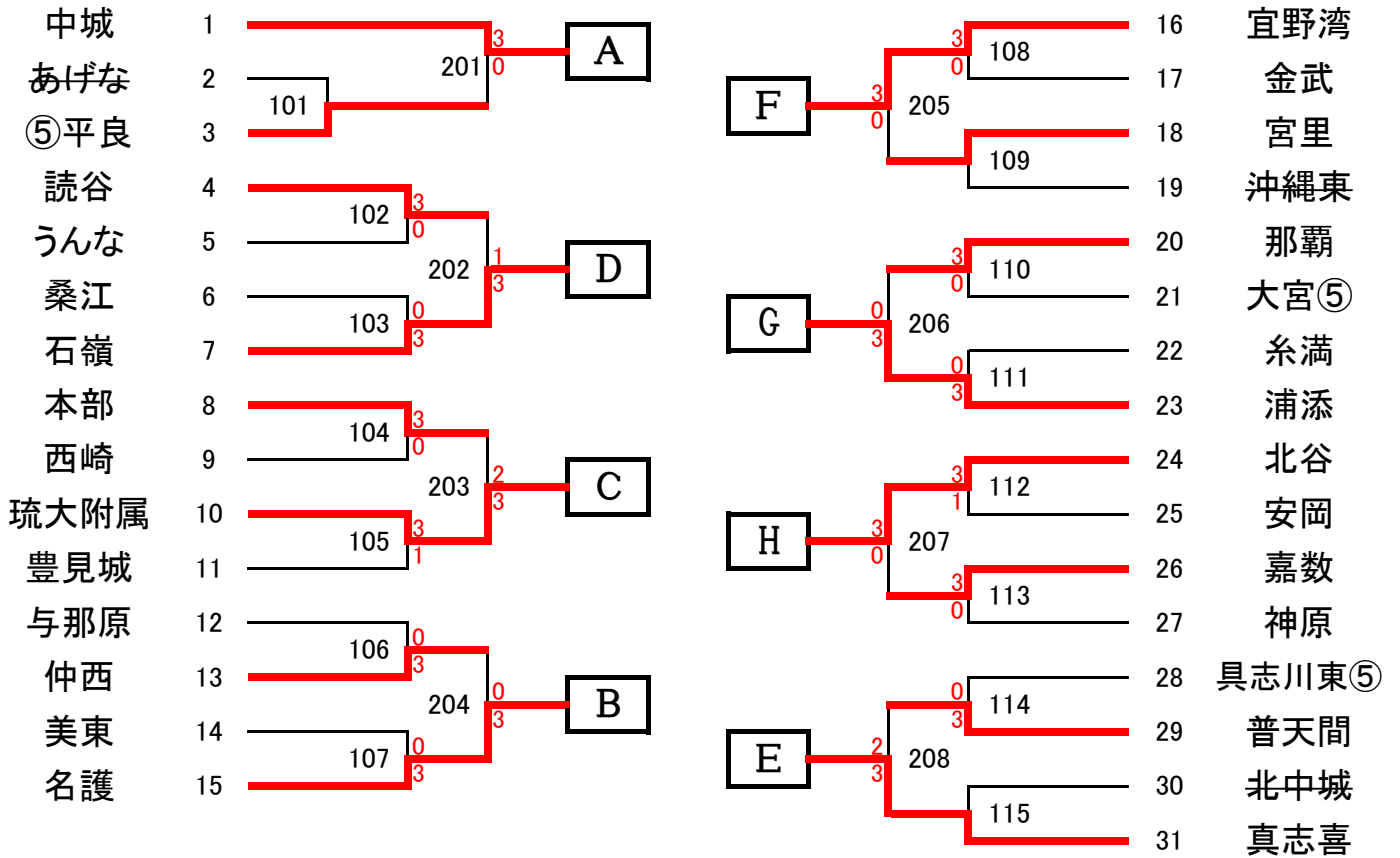 中城 1 3 A 0 201
あげな 2 101
⑤平良 3
読谷 4 3 0 102
うんな 5 202 1 3 D
桑江 6 0 3 103
石嶺 7
本部 8 3 0 104
西崎 9 203 2 3 C
琉大附属 10 3 1 105
豊見城 11
与那原 12 0 3 106
仲西 13 204 0 3 B
美東 14 0 3 107
名護 15
3 0 108 16 宜野湾
F 3 0 205 17 金武
109 18 宮里
19 沖縄東
3 0 110 20 那覇
G 0 3 206 21 大宮⑤
0 3 111 22 糸満
23 浦添
3 1 112 24 北谷
H 3 0 207 25 安岡
3 0 113 26 嘉数
27 神原
0 3 114 28 具志川東⑤
E 2 3 208 29 普天間
115 30 北中城
31 真志喜